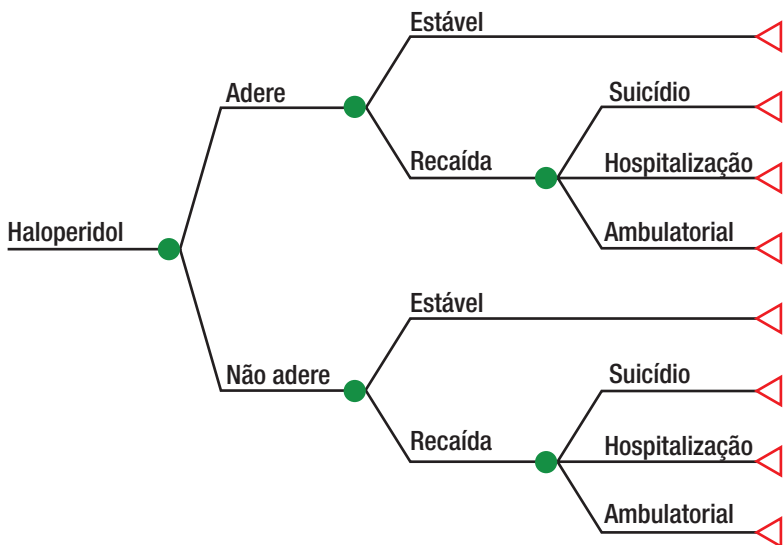 Estável
Adere
Suicídio
Recaída
Hospitalização
Ambulatorial
Haloperidol
Estável
Não adere
Suicídio
Recaída
Hospitalização
Ambulatorial